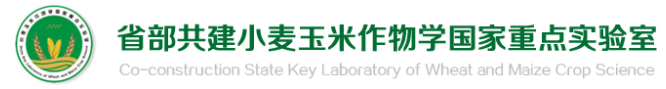 省部共建小麦玉米作物学国家重点实验室
Co-construction State Key Laboratory of Wheat and Maize Crop Science